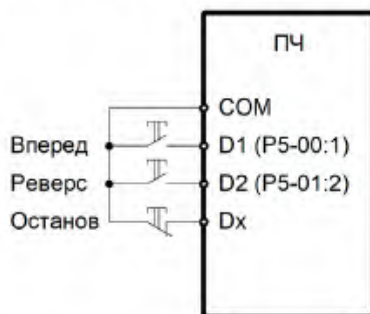 ПЧ
COM
Вперед D1 (P5-00:1)
Реверс D2 (P5-01:2)
Останов Dx